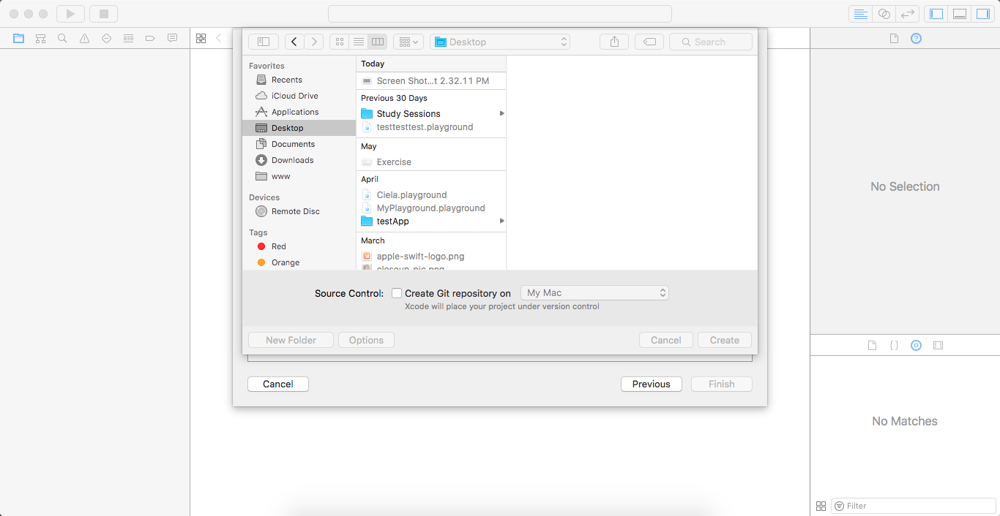 Desktop
Search
Favorites
Recents
iCloud Drive
Applications
Desktop
Documents
Downloads
www
Devices
Remote Disc
Tags
Red
Orange
Today
Screen Shot...t 2.32.11 PM
Previous 30 Days
Study Sessions
testtesttest.playground
May
Exercise
April
Ciela.playground
MyPlayground.playground
testApp
March
apple-swift-logo.png
closeup-pic.png
Source Control: Create Git repository on My Mac
Xcode will place your project under version control
New Folder Options Cancel Create
Cancel Previous Finish
No Selection
{ }
No Matches
Filter